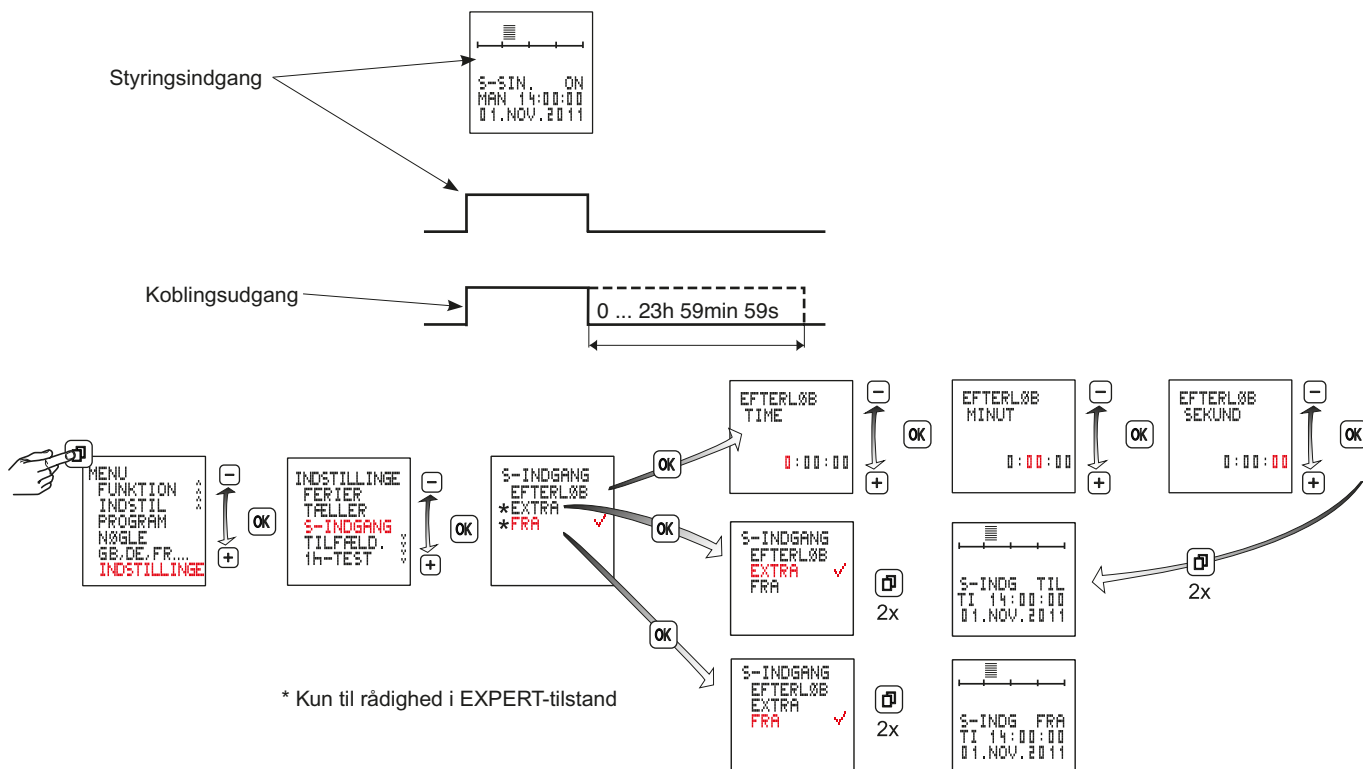 Styringsindgang
S-SIN. ON
MAN 14:00:00
01.NOV.2011
Koblingsudgang
0 ... 23h 59min 59s
MENU
FUNKTION
INDSTIL
PROGRAM
NØGLE
GB,DE,FR....
INDSTILLINGE
−
OK
+
INDSTILLINGE
FERIER
TÆLLER
S-INDGANG
TILFÆLD.
1h-TEST
−
OK
+
S-INDGANG
EFTERLØB
*EXTRA
*FRA ✓
OK
OK
OK
EFTERLØB
TIME
0:00:00
−
OK
+
EFTERLØB
MINUT
0:00:00
−
OK
+
EFTERLØB
SEKUND
0:00:00
−
OK
+
S-INDGANG
EFTERLØB
EXTRA ✓
FRA
2x
S-INDG TIL
TI 14:00:00
01.NOV.2011
2x
S-INDGANG
EFTERLØB
EXTRA
FRA ✓
2x
S-INDG FRA
TI 14:00:00
01.NOV.2011
* Kun til rådighed i EXPERT-tilstand